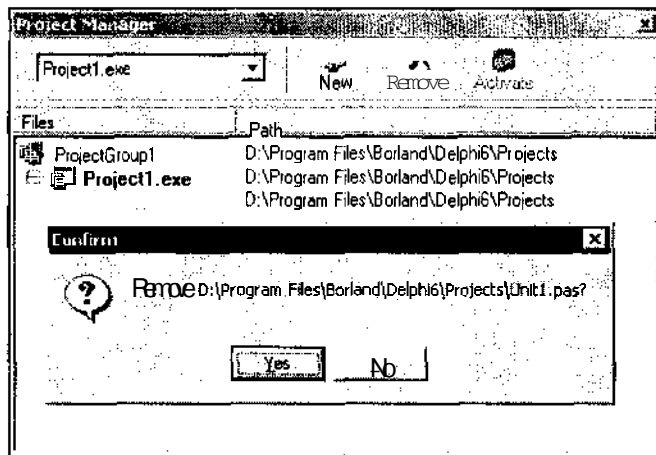 Project Manager
Project1.exe
New Remove Activate
Files Path
ProjectGroup1 D:\Program Files\Borland\Delphi6\Projects
Project1.exe D:\Program Files\Borland\Delphi6\Projects
D:\Program Files\Borland\Delphi6\Projects
Confirm
Remove D:\Program Files\Borland\Delphi6\Projects\Unit1.pas?
Yes No